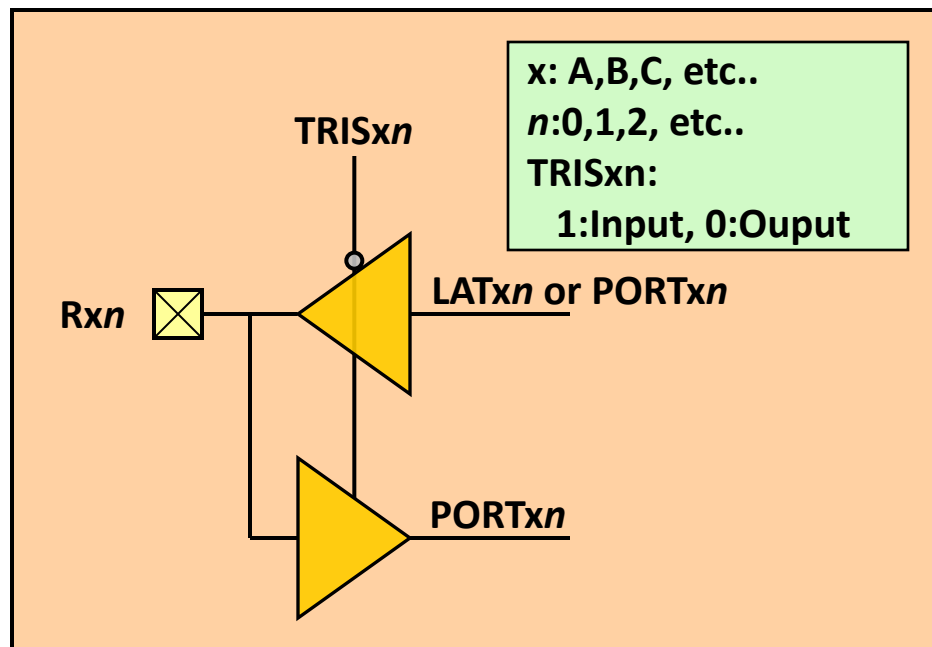 x: A,B,C, etc..
n:0,1,2, etc..
TRISxn:
1:Input, 0:Ouput
TRISxn
LATxn or PORTxn
Rxn
PORTxn